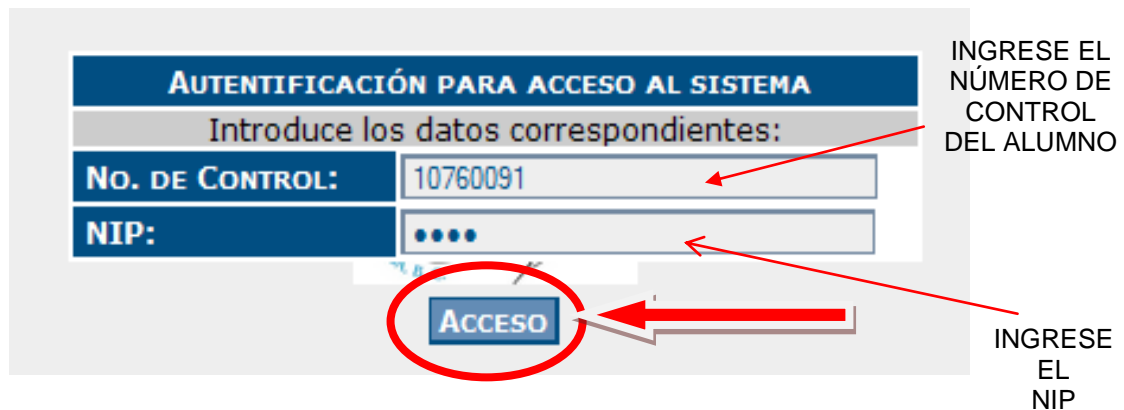 AUTENTIFICACIÓN PARA ACCESO AL SISTEMA
Introduce los datos correspondientes:
NO. DE CONTROL: 10760091
NIP: ••••
ACCESO
INGRESE EL
NÚMERO DE
CONTROL
DEL ALUMNO
INGRESE
EL
NIP